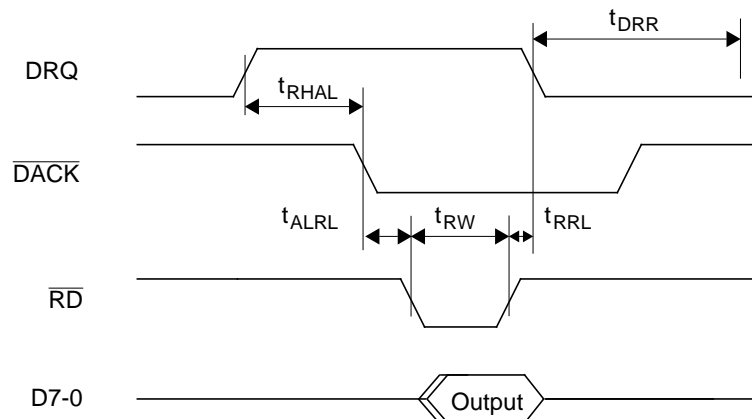 tDRR
DRQ
tRHAL
DACK
tALRL tRW tRRL
RD
D7-0 Output